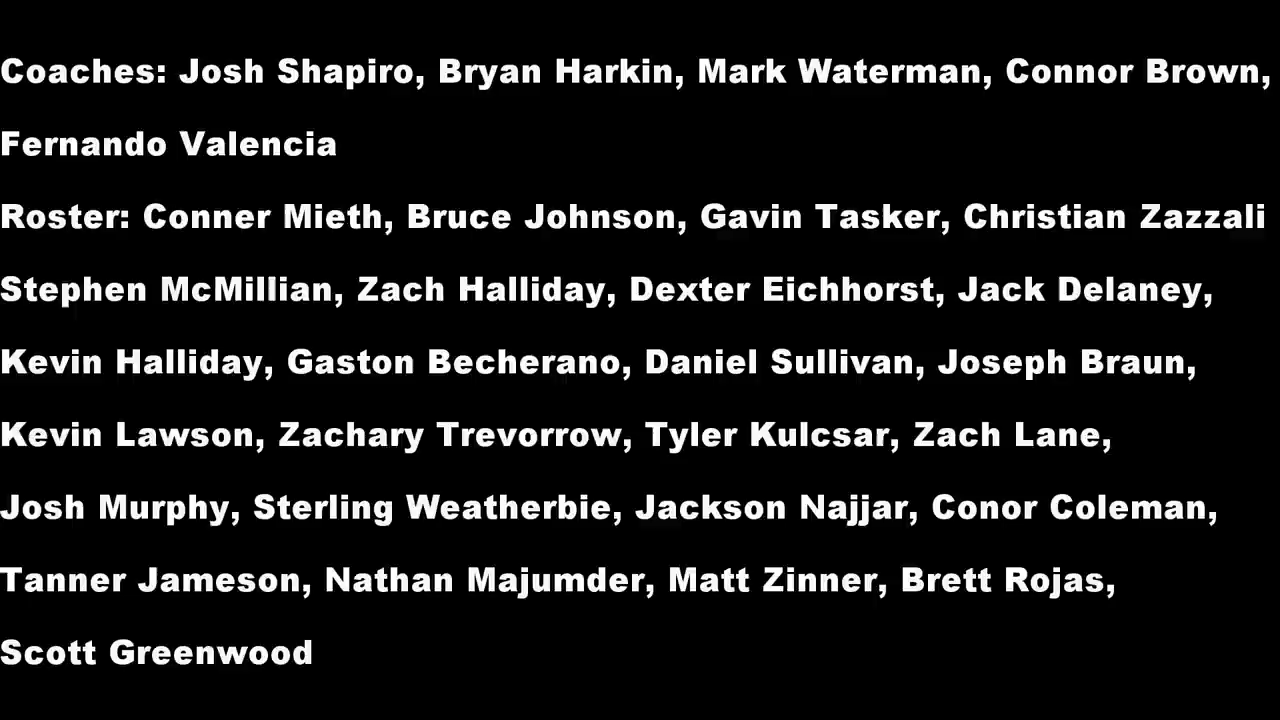 Coaches: Josh Shapiro, Bryan Harkin, Mark Waterman, Connor Brown,
Fernando Valencia
Roster: Conner Mieth, Bruce Johnson, Gavin Tasker, Christian Zazzali
Stephen McMillian, Zach Halliday, Dexter Eichhorst, Jack Delaney,
Kevin Halliday, Gaston Becherano, Daniel Sullivan, Joseph Braun,
Kevin Lawson, Zachary Trevorrow, Tyler Kulcsar, Zach Lane,
Josh Murphy, Sterling Weatherbie, Jackson Najjar, Conor Coleman,
Tanner Jameson, Nathan Majumder, Matt Zinner, Brett Rojas,
Scott Greenwood